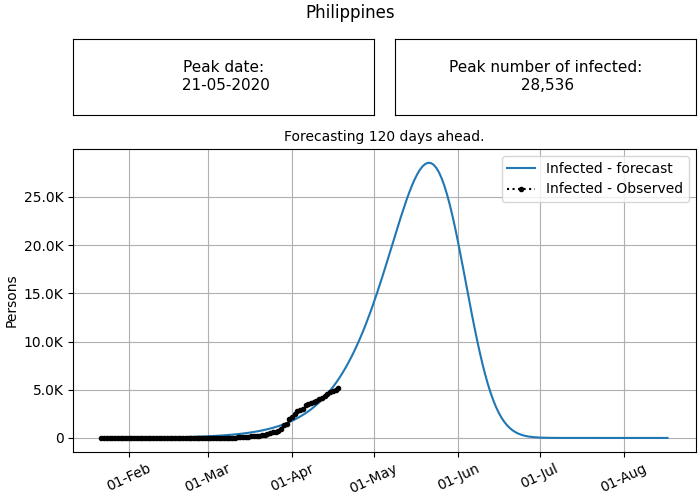 Philippines
Peak date:
21-05-2020
Peak number of infected:
28,536
Forecasting 120 days ahead.
Infected - forecast
Infected - Observed
25.0K
20.0K
15.0K
10.0K
5.0K
0
Persons
01-Feb
01-Mar
01-Apr
01-May
01-Jun
01-Jul
01-Aug